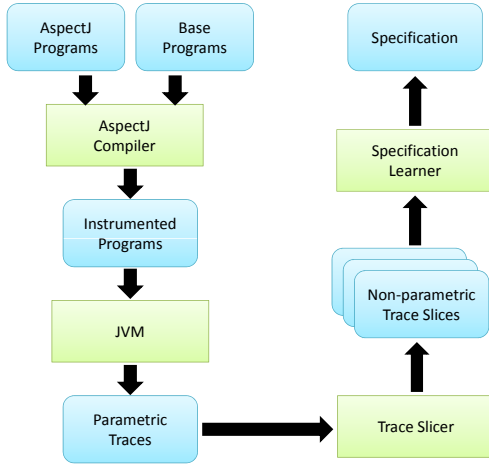 AspectJ
Programs
Base
Programs
AspectJ
Compiler
Instrumented
Programs
JVM
Parametric
Traces
Specification
Specification
Learner
Non-parametric
Trace Slices
Trace Slicer